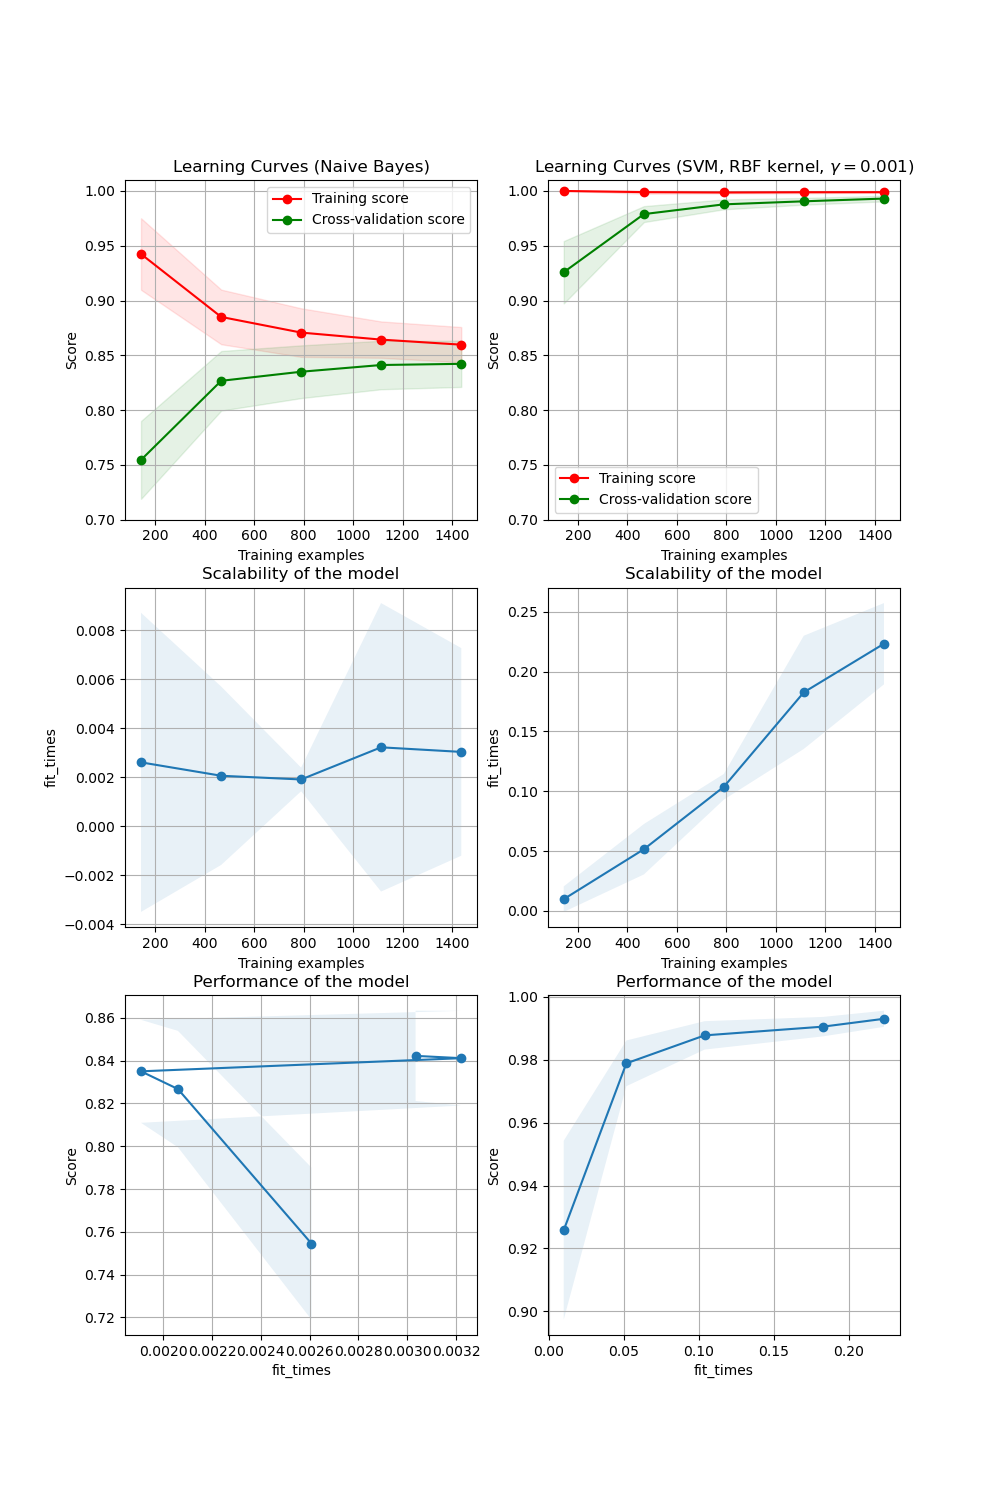 Learning Curves (Naive Bayes)
1.00
0.95
0.90
0.85
0.80
0.75
0.70
Score
Training score
Cross-validation score
200 400 600 800 1000 1200 1400
Training examples
Learning Curves (SVM, RBF kernel, γ = 0.001)
1.00
0.95
0.90
0.85
0.80
0.75
0.70
Score
Training score
Cross-validation score
200 400 600 800 1000 1200 1400
Training examples
Scalability of the model
0.008
0.006
0.004
0.002
0.000
−0.002
−0.004
fit_times
200 400 600 800 1000 1200 1400
Training examples
Scalability of the model
0.25
0.20
0.15
0.10
0.05
0.00
fit_times
200 400 600 800 1000 1200 1400
Training examples
Performance of the model
0.86
0.84
0.82
0.80
0.78
0.76
0.74
0.72
Score
0.0020 0.0022 0.0024 0.0026 0.0028 0.0030 0.0032
fit_times
Performance of the model
1.00
0.98
0.96
0.94
0.92
0.90
Score
0.00 0.05 0.10 0.15 0.20
fit_times